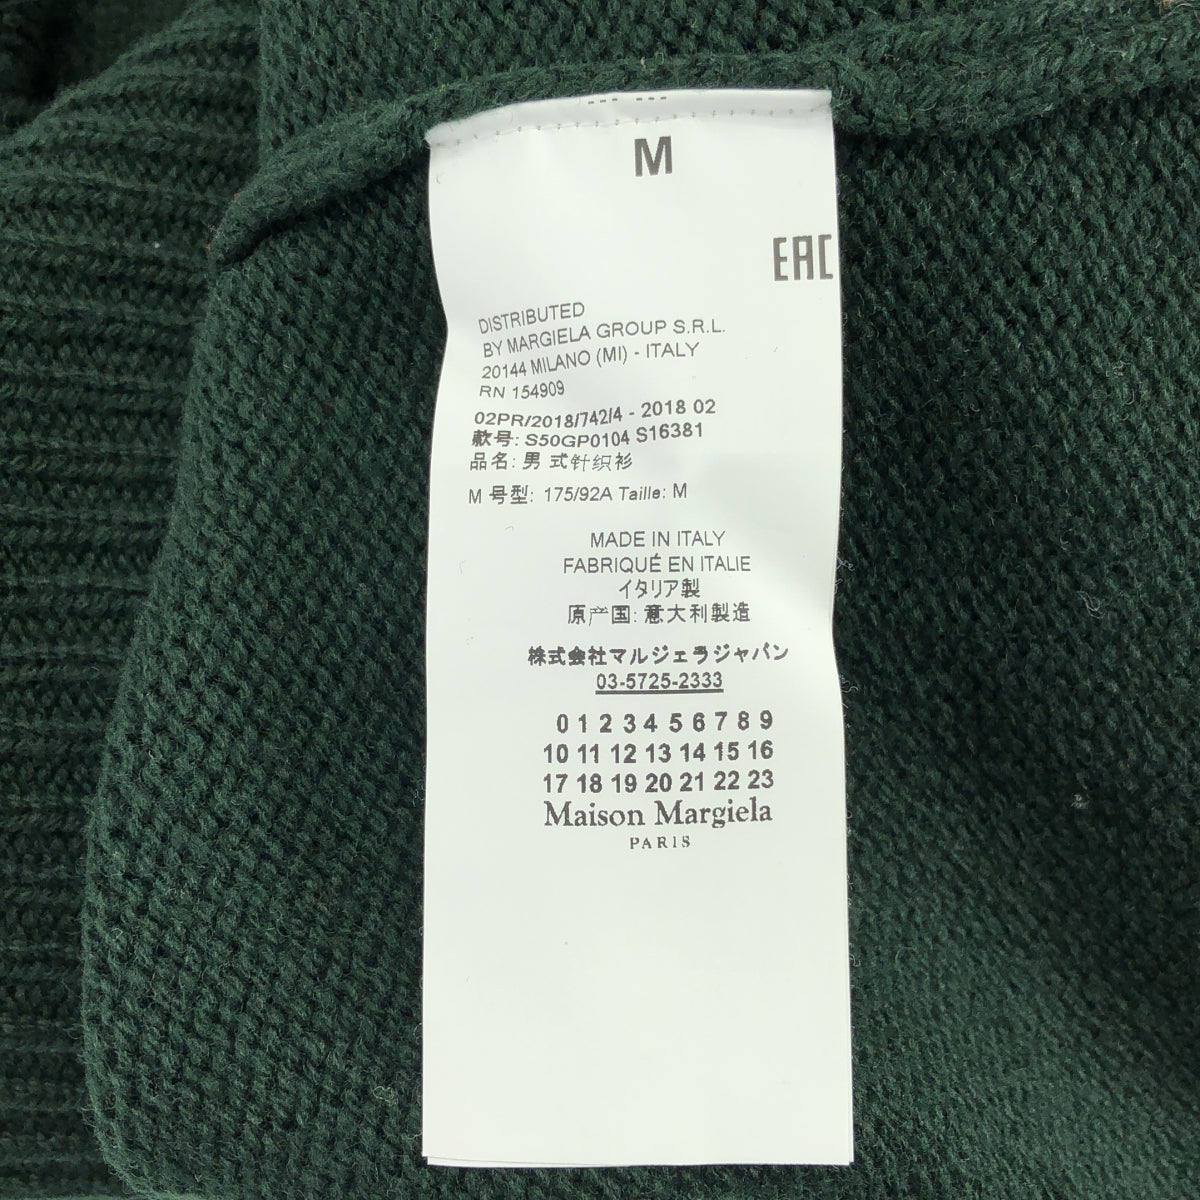 M
EAC
DISTRIBUTED
BY MARGIELA GROUP S.R.L.
20144 MILANO (MI) - ITALY
RN 154909
02PR/2018/742/4 - 2018 02
款号: S50GP0104 S16381
品名: 男 式针织衫
M 号型: 175/92A Taille: M
MADE IN ITALY
FABRIQUÉ EN ITALIE
イタリア製
原产国: 意大利製造
株式会社マルジェラジャパン
03-5725-2333
0 1 2 3 4 5 6 7 8 9
10 11 12 13 14 15 16
17 18 19 20 21 22 23
Maison Margiela
PARIS